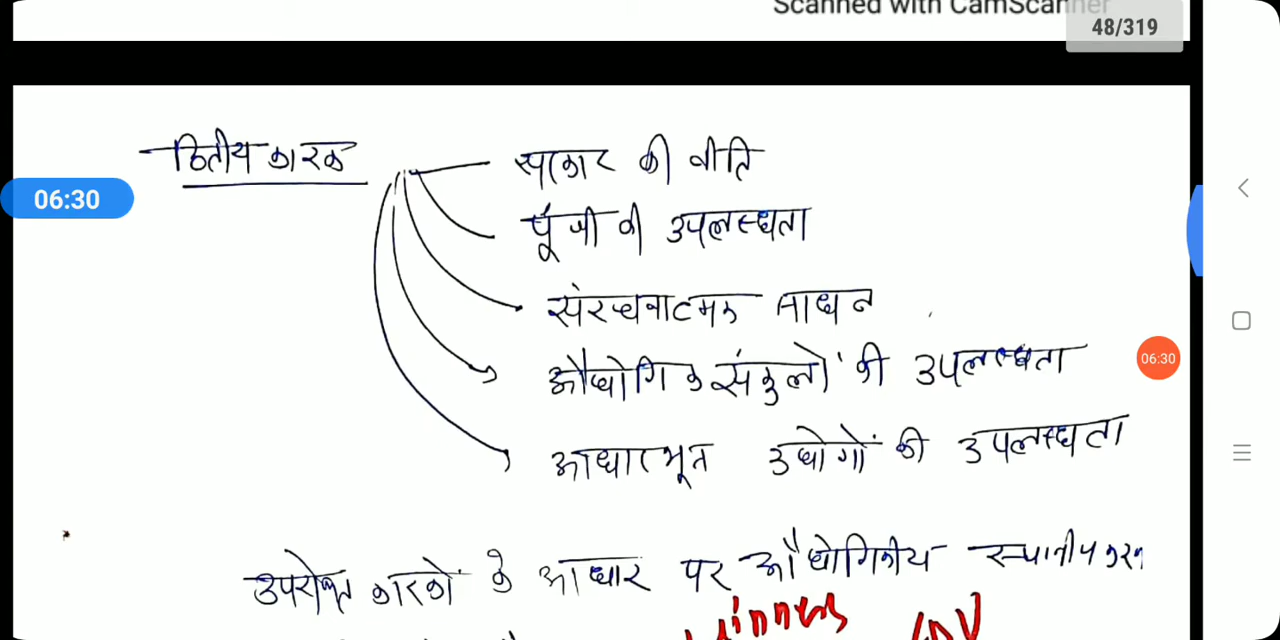 Scanned with CamScanner
48/319
द्वितीय कारक
सरकार की नीति
06:30
पूंजी की उपलब्धता
संरचनात्मक साधन
औद्योगिक संकुलों की उपलब्धता
06:30
आधारभूत उद्योगों की उपलब्धता
उपरोक्त कारकों के आधार पर औद्योगिकीय स्थानीयकरण